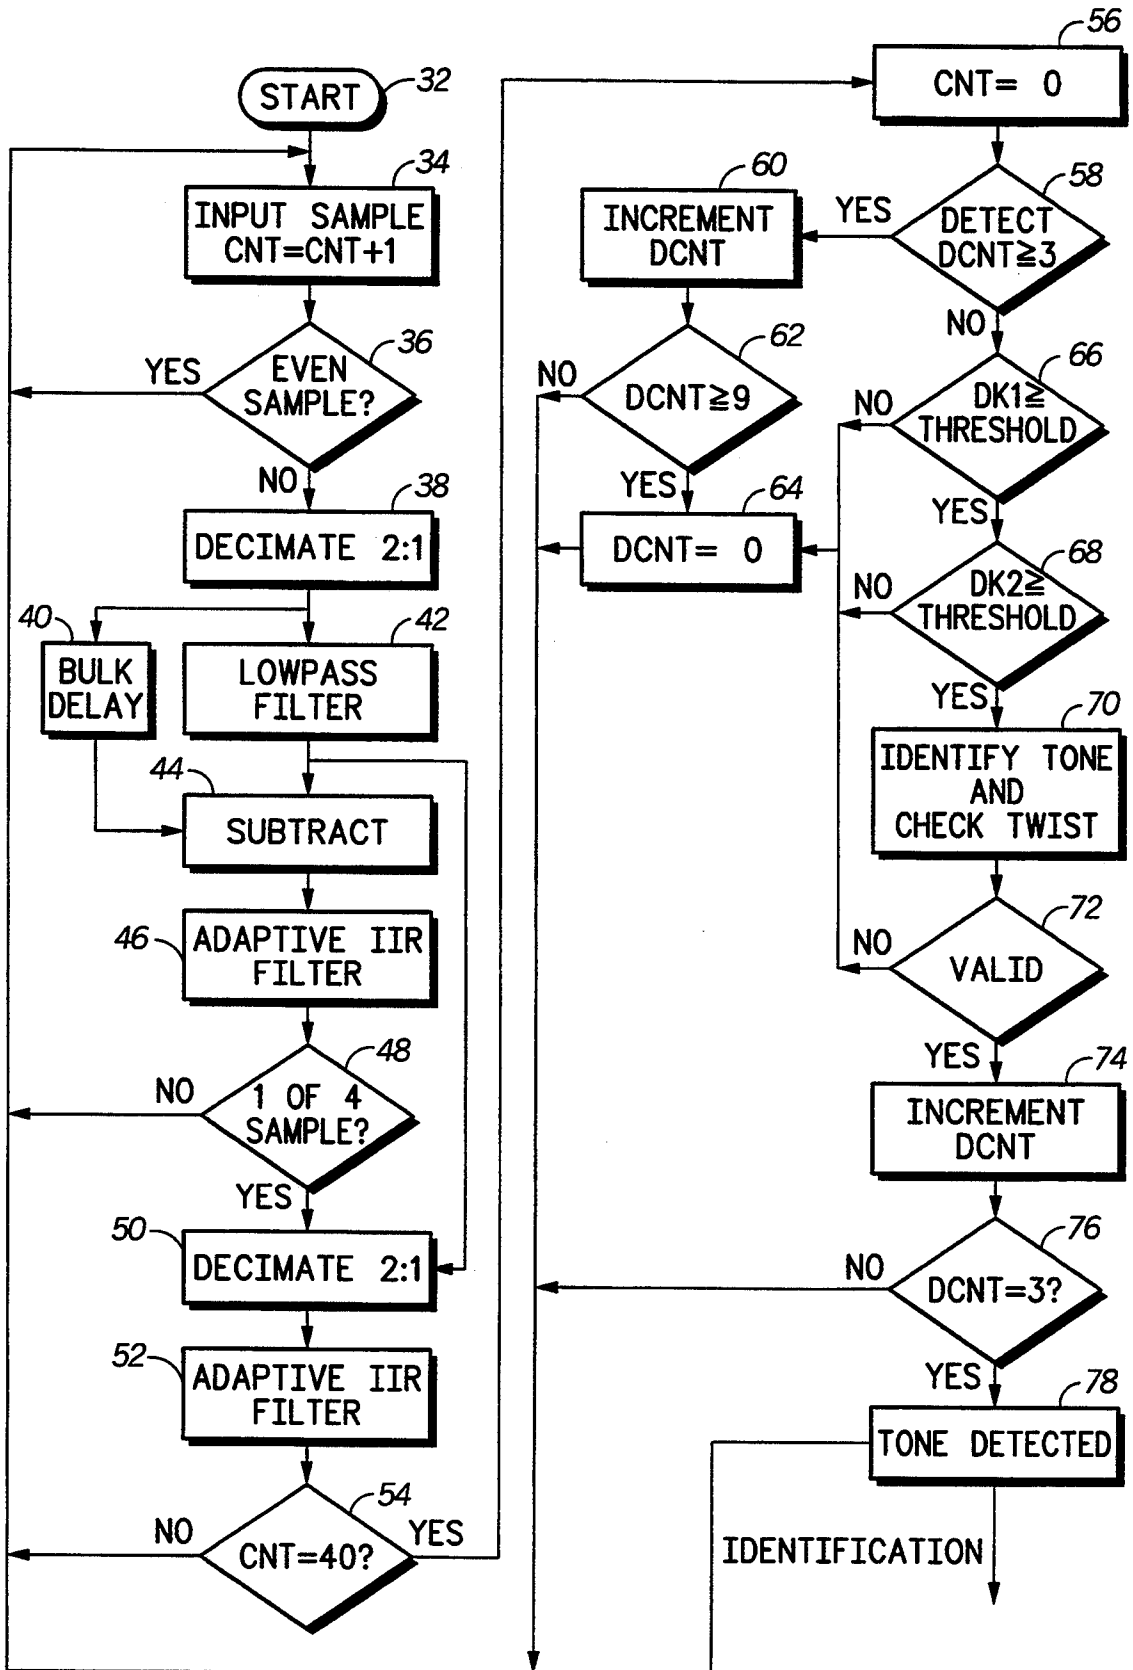 START
32
34
INPUT SAMPLE
CNT=CNT+1
36
EVEN
SAMPLE?
YES
NO
38
DECIMATE 2:1
40
BULK
DELAY
42
LOWPASS
FILTER
44
SUBTRACT
46
ADAPTIVE IIR
FILTER
48
1 OF 4
SAMPLE?
NO
YES
50
DECIMATE 2:1
52
ADAPTIVE IIR
FILTER
54
CNT=40?
NO
YES
56
CNT= 0
58
DETECT
DCNT≧3
YES
NO
60
INCREMENT
DCNT
62
DCNT≧9
NO
YES
64
DCNT= 0
66
DK1≧
THRESHOLD
NO
YES
68
DK2≧
THRESHOLD
NO
YES
70
IDENTIFY TONE
AND
CHECK TWIST
72
VALID
NO
YES
74
INCREMENT
DCNT
76
DCNT=3?
NO
YES
78
TONE DETECTED
IDENTIFICATION